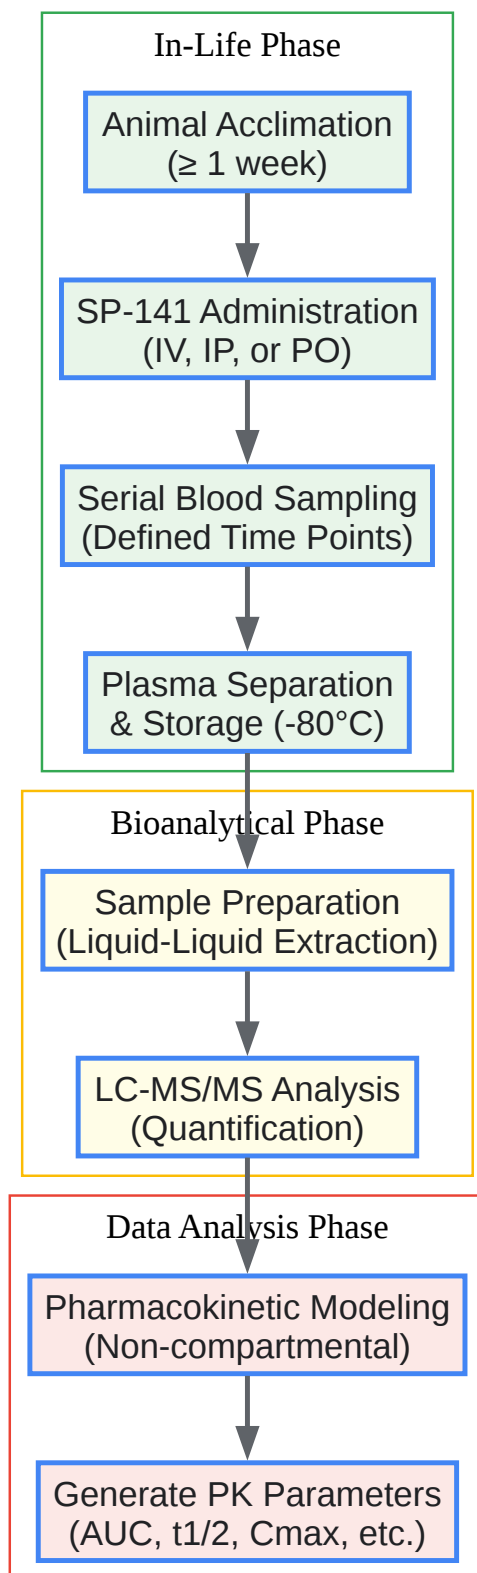 In-Life Phase
Animal Acclimation
(≥ 1 week)
SP-141 Administration
(IV, IP, or PO)
Serial Blood Sampling
(Defined Time Points)
Plasma Separation
& Storage (-80°C)
Bioanalytical Phase
Sample Preparation
(Liquid-Liquid Extraction)
LC-MS/MS Analysis
(Quantification)
Data Analysis Phase
Pharmacokinetic Modeling
(Non-compartmental)
Generate PK Parameters
(AUC, t1/2, Cmax, etc.)